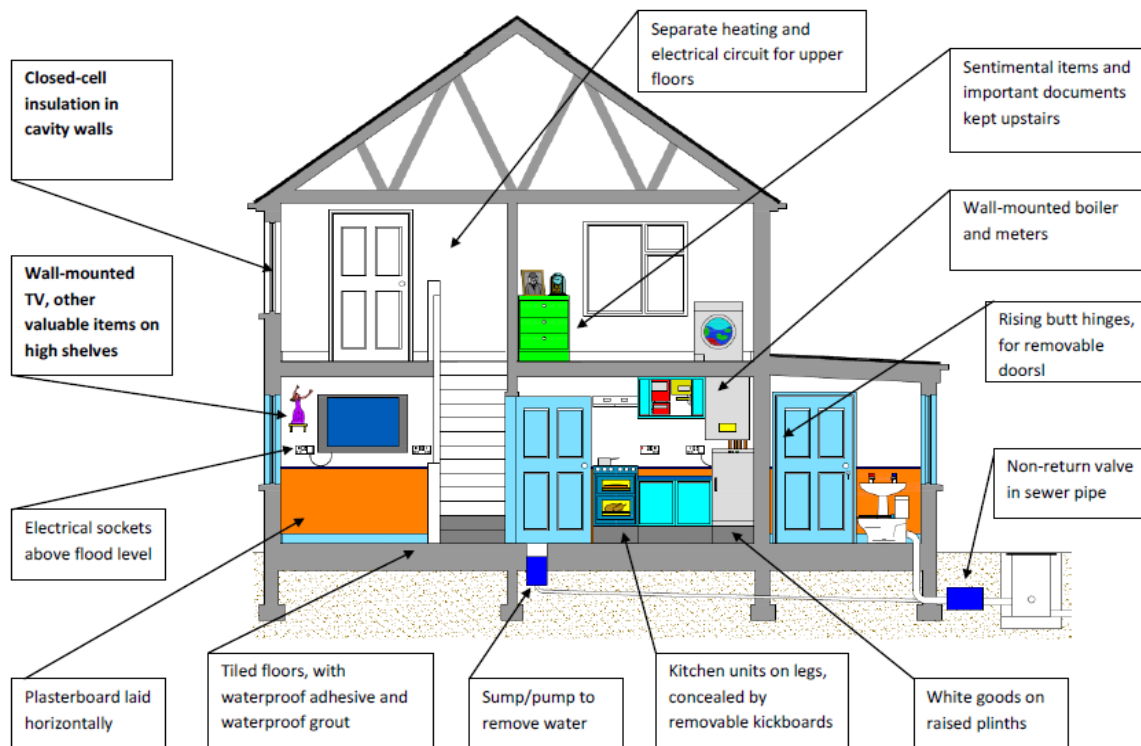 Separate heating and
electrical circuit for upper
floors
Closed-cell
insulation in
cavity walls
Sentimental items and
important documents
kept upstairs
Wall-mounted boiler
and meters
Wall-mounted
TV, other
valuable items on
high shelves
Rising butt hinges,
for removable
doorsl
Non-return valve
in sewer pipe
Electrical sockets
above flood level
Plasterboard laid
horizontally
Tiled floors, with
waterproof adhesive and
waterproof grout
Sump/pump to
remove water
Kitchen units on legs,
concealed by
removable kickboards
White goods on
raised plinths